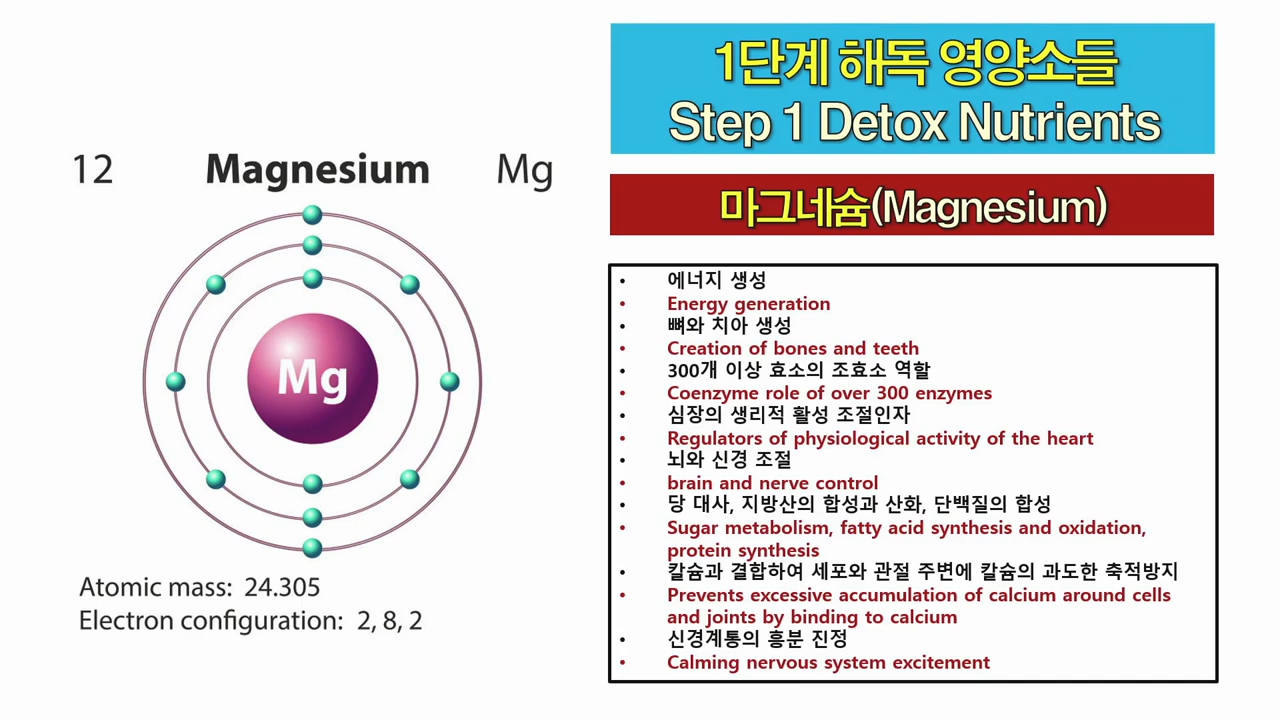 12 Magnesium Mg
Mg
Atomic mass: 24.305
Electron configuration: 2, 8, 2
1단계 해독 영양소들
Step 1 Detox Nutrients
마그네슘(Magnesium)
• 에너지 생성
• Energy generation
• 뼈와 치아 생성
• Creation of bones and teeth
• 300개 이상 효소의 조효소 역할
• Coenzyme role of over 300 enzymes
• 심장의 생리적 활성 조절인자
• Regulators of physiological activity of the heart
• 뇌와 신경 조절
• brain and nerve control
• 당 대사, 지방산의 합성과 산화, 단백질의 합성
• Sugar metabolism, fatty acid synthesis and oxidation,
protein synthesis
• 칼슘과 결합하여 세포와 관절 주변에 칼슘의 과도한 축적방지
• Prevents excessive accumulation of calcium around cells
and joints by binding to calcium
• 신경계통의 흥분 진정
• Calming nervous system excitement